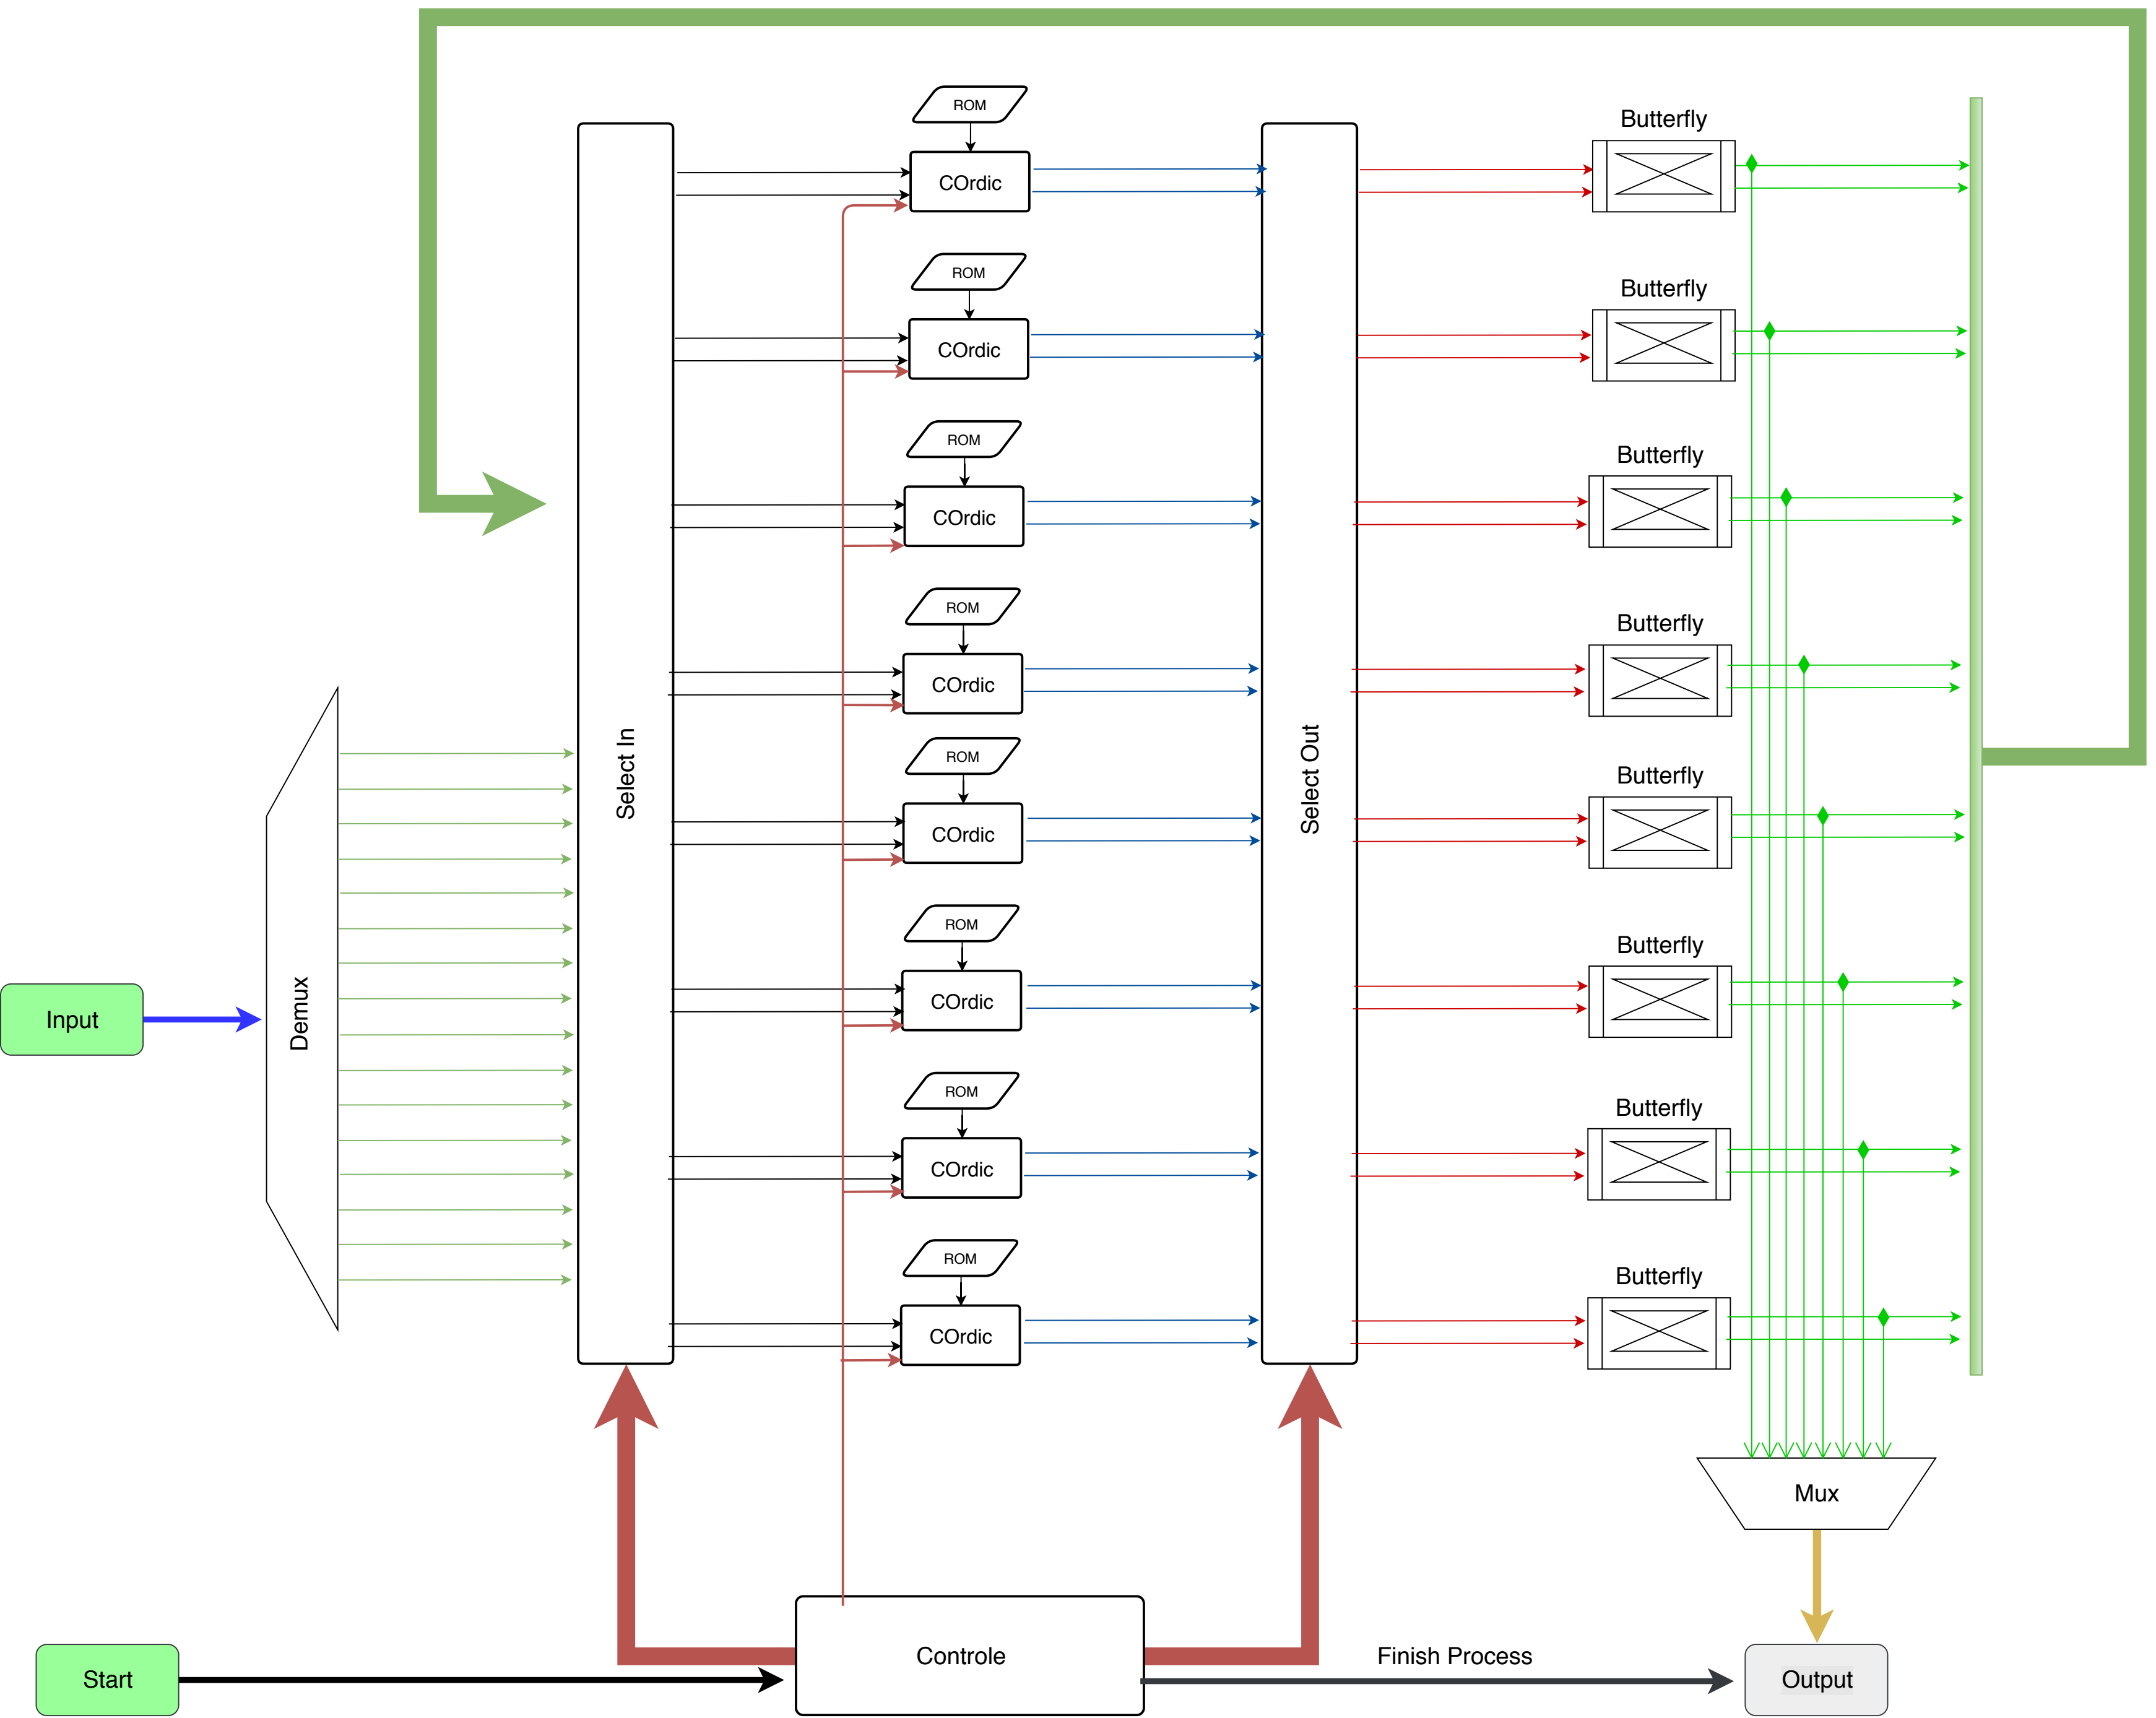 ROM
COrdic
Butterfly
ROM
COrdic
Butterfly
ROM
COrdic
Butterfly
ROM
COrdic
Butterfly
Select In
Select Out
ROM
COrdic
Butterfly
ROM
COrdic
Butterfly
Input
Demux
ROM
COrdic
Butterfly
ROM
COrdic
Butterfly
Mux
Start
Controle
Finish Process
Output